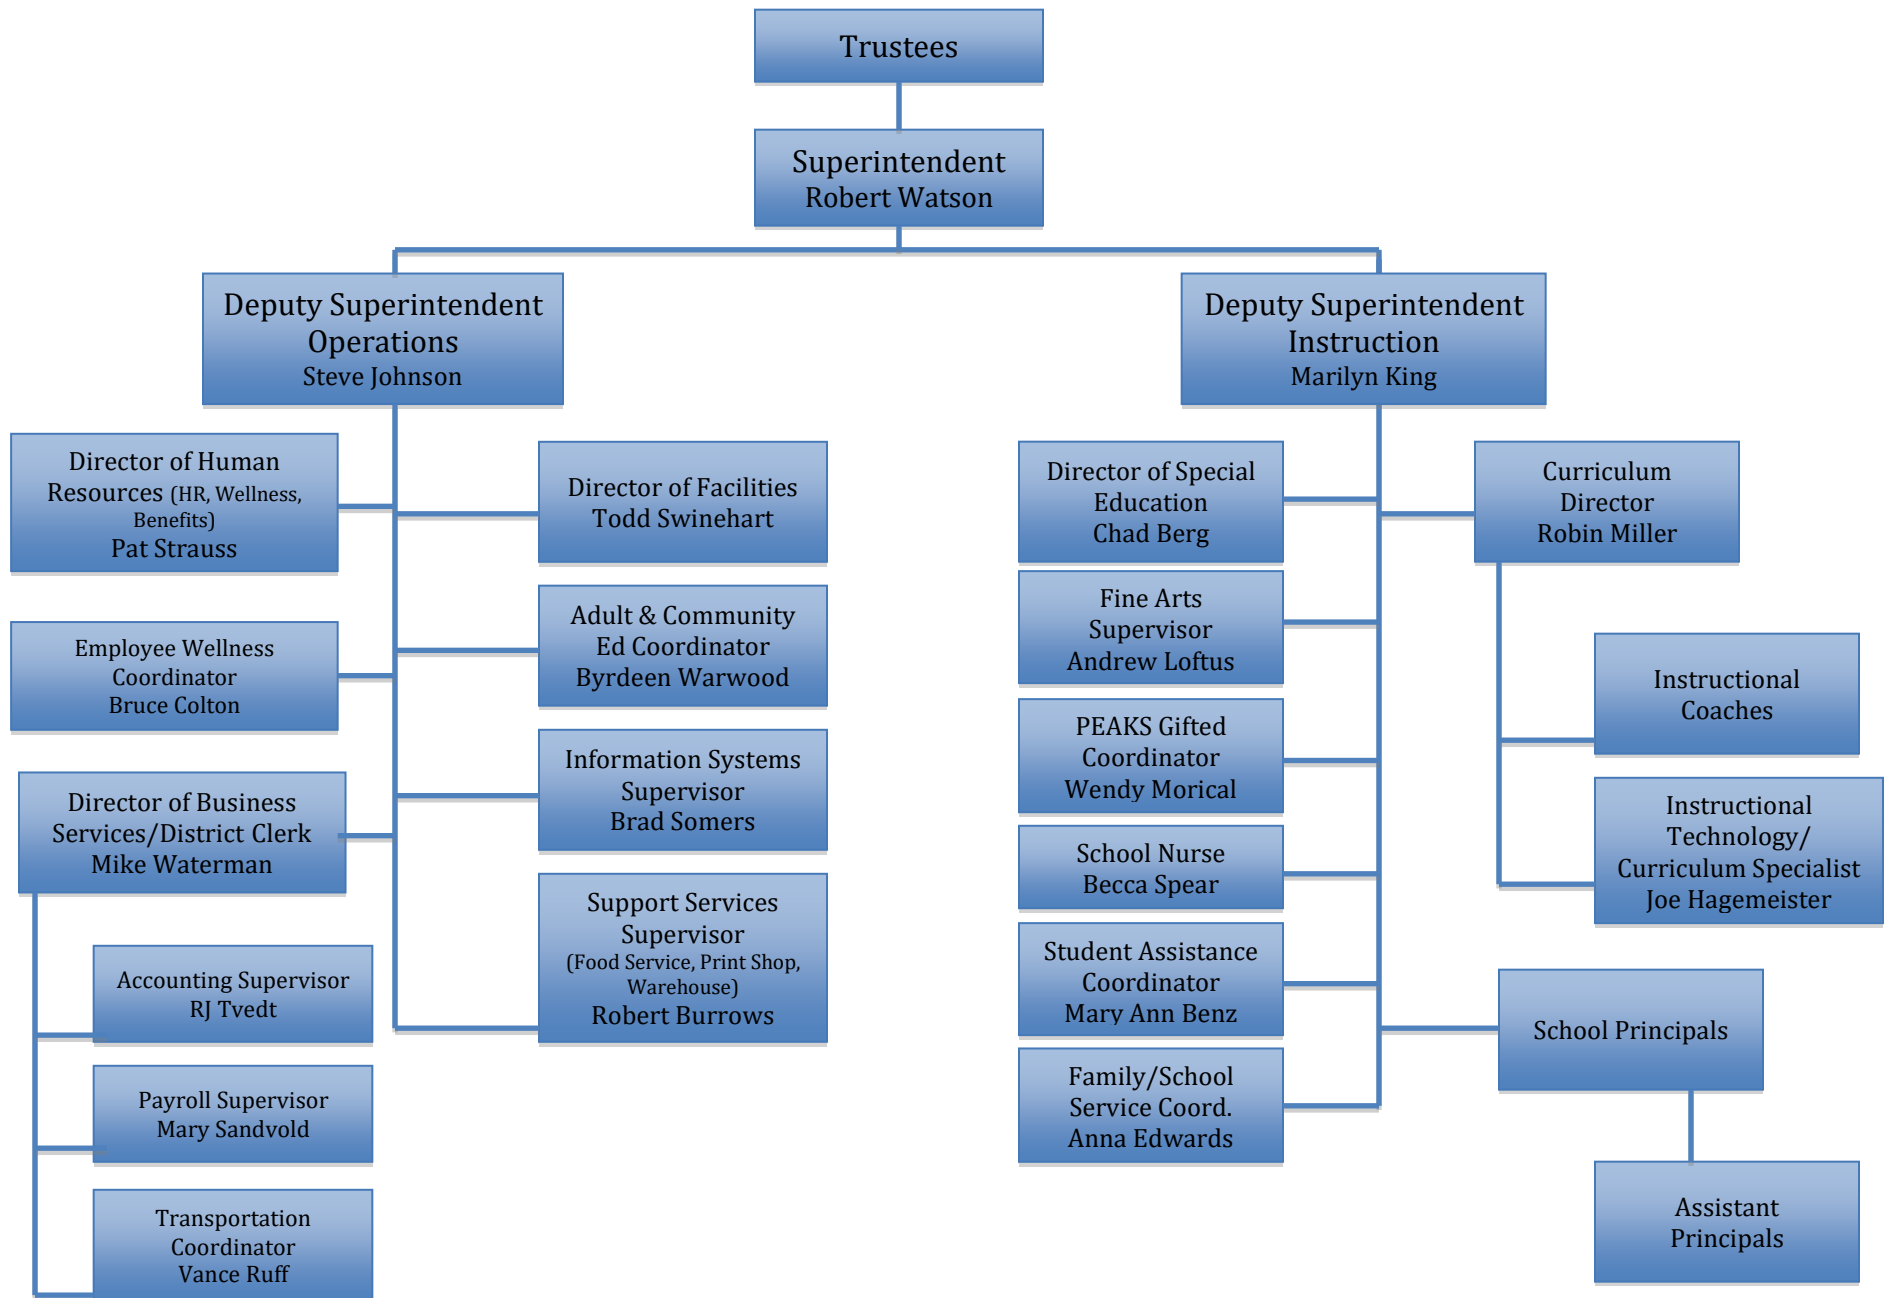 Trustees
Superintendent
Robert Watson
Deputy Superintendent
Operations
Steve Johnson
Deputy Superintendent
Instruction
Marilyn King
Director of Human
Resources (HR, Wellness,
Benefits)
Pat Strauss
Employee Wellness
Coordinator
Bruce Colton
Director of Business
Services/District Clerk
Mike Waterman
Accounting Supervisor
RJ Tvedt
Payroll Supervisor
Mary Sandvold
Transportation
Coordinator
Vance Ruff
Director of Facilities
Todd Swinehart
Adult & Community
Ed Coordinator
Byrdeen Warwood
Information Systems
Supervisor
Brad Somers
Support Services
Supervisor
(Food Service, Print Shop,
Warehouse)
Robert Burrows
Director of Special
Education
Chad Berg
Fine Arts
Supervisor
Andrew Loftus
PEAKS Gifted
Coordinator
Wendy Morical
School Nurse
Becca Spear
Student Assistance
Coordinator
Mary Ann Benz
Family/School
Service Coord.
Anna Edwards
Curriculum
Director
Robin Miller
Instructional
Coaches
Instructional
Technology/
Curriculum Specialist
Joe Hagemeister
School Principals
Assistant
Principals